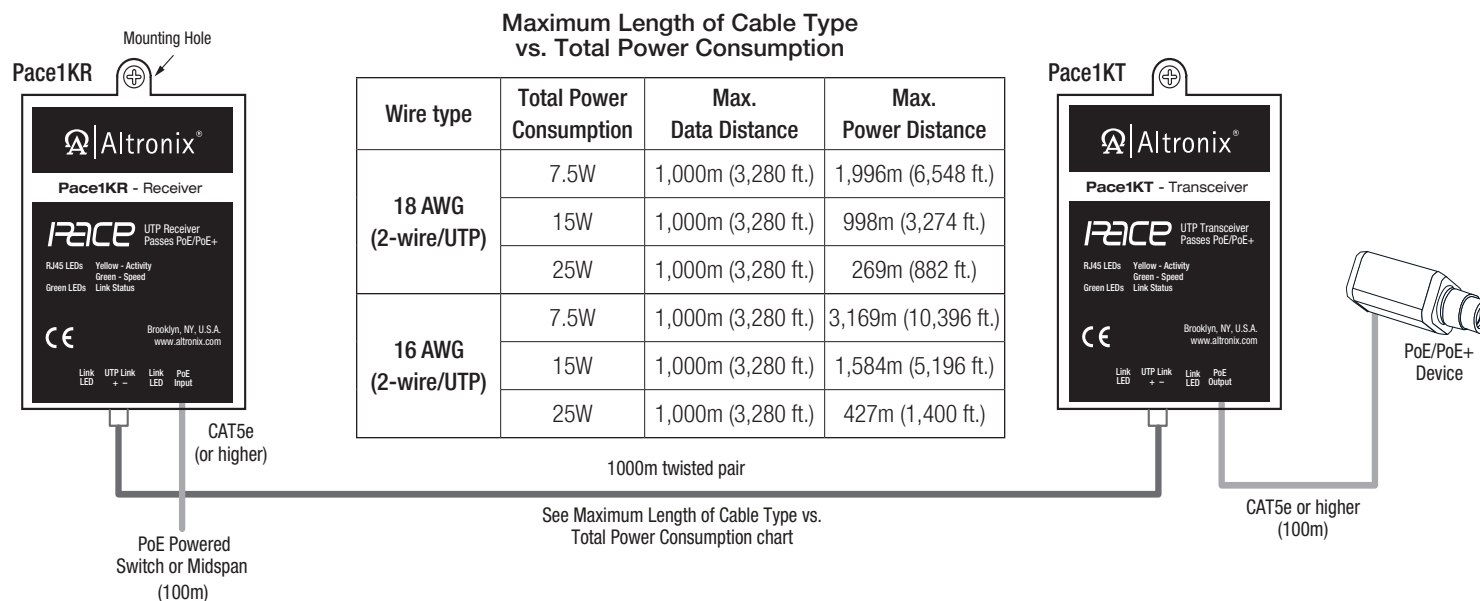 Maximum Length of Cable Type
vs. Total Power Consumption
Mounting Hole
Pace1KR
Altronix®
Pace1KR - Receiver
PACE
UTP Receiver
Passes PoE/PoE+
RJ45 LEDs Yellow - Activity
Green - Speed
Green LEDs Link Status
CE
Brooklyn, NY, U.S.A.
www.altronix.com
Link LED
UTP Link + −
Link LED
PoE Input
CAT5e
(or higher)
PoE Powered
Switch or Midspan
(100m)
Wire type Total Power Consumption Max. Data Distance Max. Power Distance
18 AWG
(2-wire/UTP)
7.5W 1,000m (3,280 ft.) 1,996m (6,548 ft.)
15W 1,000m (3,280 ft.) 998m (3,274 ft.)
25W 1,000m (3,280 ft.) 269m (882 ft.)
16 AWG
(2-wire/UTP)
7.5W 1,000m (3,280 ft.) 3,169m (10,396 ft.)
15W 1,000m (3,280 ft.) 1,584m (5,196 ft.)
25W 1,000m (3,280 ft.) 427m (1,400 ft.)
1000m twisted pair
See Maximum Length of Cable Type vs.
Total Power Consumption chart
Pace1KT
Altronix®
Pace1KT - Transceiver
PACE
UTP Transceiver
Passes PoE/PoE+
RJ45 LEDs Yellow - Activity
Green - Speed
Green LEDs Link Status
CE
Brooklyn, NY, U.S.A.
www.altronix.com
Link LED
UTP Link + −
Link LED
PoE Output
PoE/PoE+
Device
CAT5e or higher
(100m)